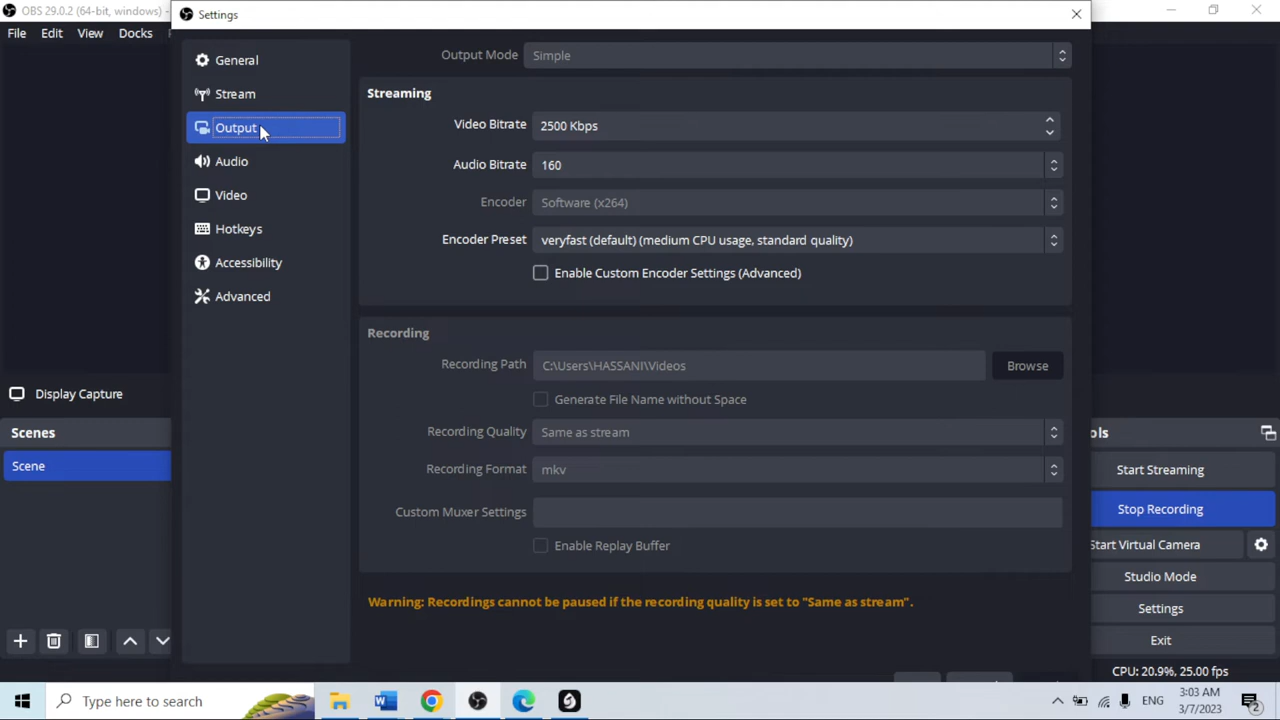 OBS 29.0.2 (64-bit, windows)
Settings
File Edit View Docks
General
Stream
Output
Audio
Video
Hotkeys
Accessibility
Advanced
Output Mode Simple
Streaming
Video Bitrate 2500 Kbps
Audio Bitrate 160
Encoder Software (x264)
Encoder Preset veryfast (default) (medium CPU usage, standard quality)
Enable Custom Encoder Settings (Advanced)
Recording
Recording Path C:\Users\HASSANI\Videos Browse
Generate File Name without Space
Recording Quality Same as stream
Recording Format mkv
Custom Muxer Settings
Enable Replay Buffer
Warning: Recordings cannot be paused if the recording quality is set to "Same as stream".
Display Capture
Scenes
Scene
ols
Start Streaming
Stop Recording
Start Virtual Camera
Studio Mode
Settings
Exit
CPU: 20.9%, 25.00 fps
Type here to search
ENG
3:03 AM
3/7/2023
2